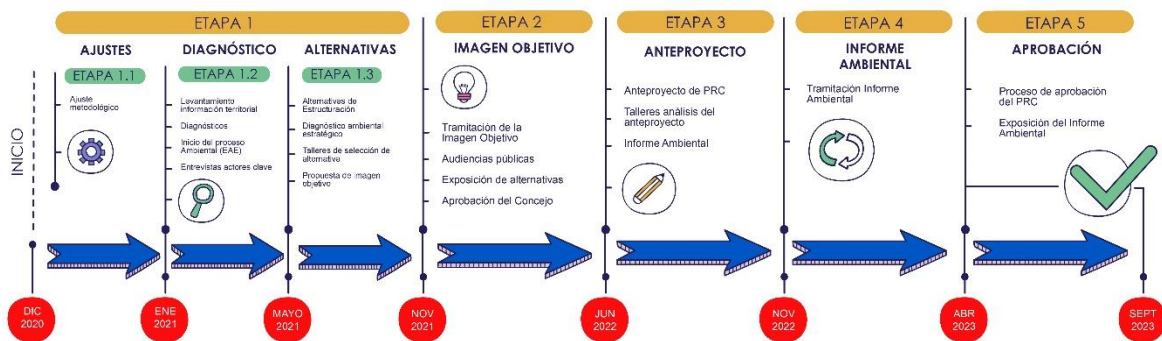 ETAPA 1
ETAPA 2
ETAPA 3
ETAPA 4
ETAPA 5
INICIO
AJUSTES
ETAPA 1.1
Ajuste
metodológico
DIAGNÓSTICO
ETAPA 1.2
Levantamiento
información territorial
Diagnósticos
Inicio del proceso
Ambiental (EAE)
Entrevistas actores clave
ALTERNATIVAS
ETAPA 1.3
Alternativas de
Estructuración
Diagnóstico ambiental
estratégico
Talleres de selección de
alternative
Propuesta de imagen
objetivo
IMAGEN OBJETIVO
Tramitación de la
Imagen Objetivo
Audiencias públicas
Exposición de alternativas
Aprobación del Concejo
ANTEPROYECTO
Anteproyecto de PRC
Talleres análisis del
anteproyecto
Informe Ambiental
INFORME
AMBIENTAL
Tramitación Informe
Ambiental
APROBACIÓN
Proceso de aprobación
del PRC
Exposición del Informe
Ambiental
DIC
2020
ENE
2021
MAYO
2021
NOV
2021
JUN
2022
NOV
2022
ABR
2023
SEPT
2023